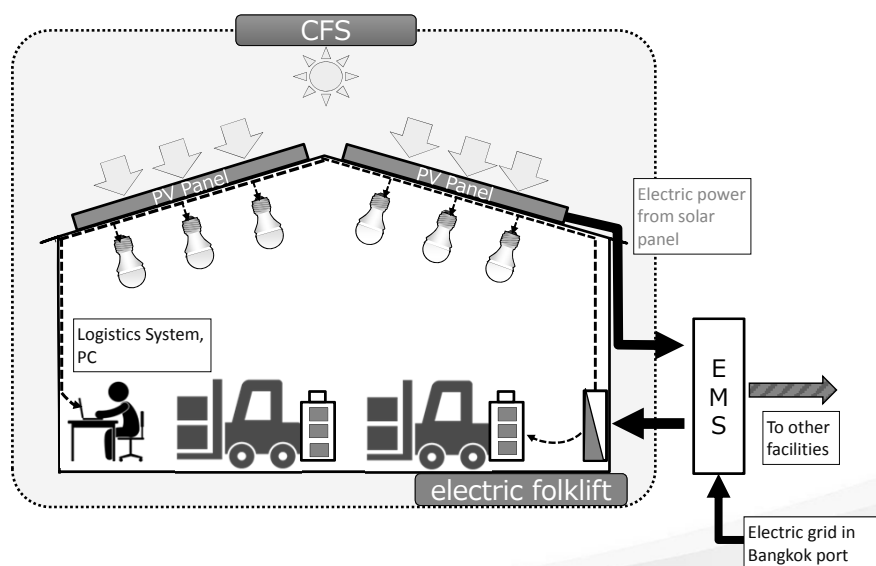 CFS
PV Panel
PV Panel
Electric power
from solar
panel
Logistics System,
PC
E
M
S
To other
facilities
electric folklift
Electric grid in
Bangkok port